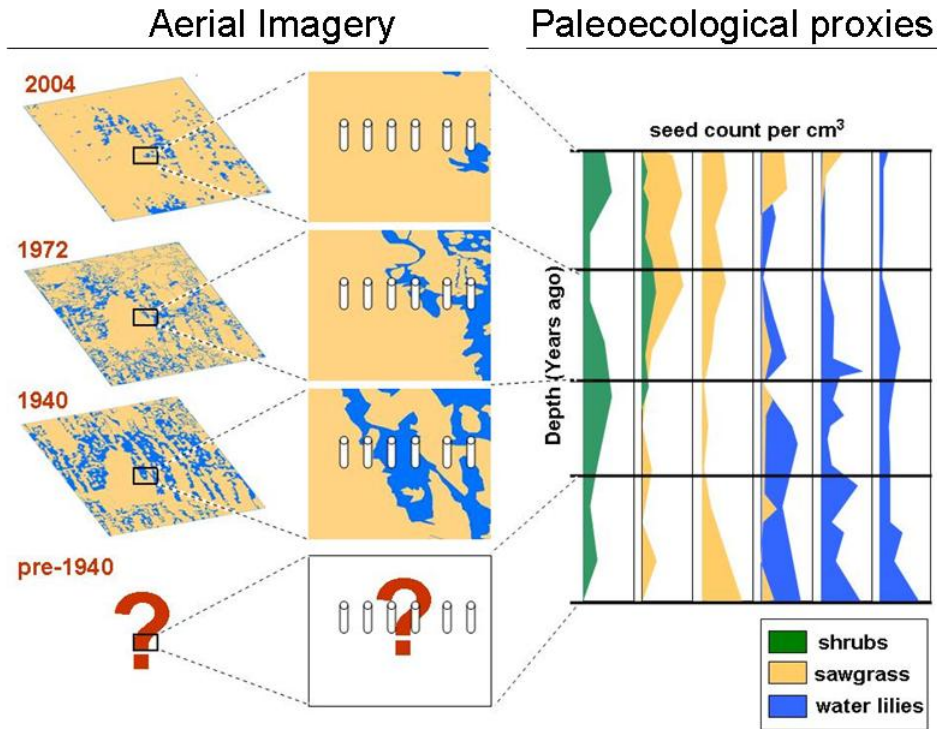 Aerial Imagery
Paleoecological proxies
2004
1972
1940
pre-1940
?
?
seed count per cm³
Depth (Years ago)
shrubs
sawgrass
water lilies